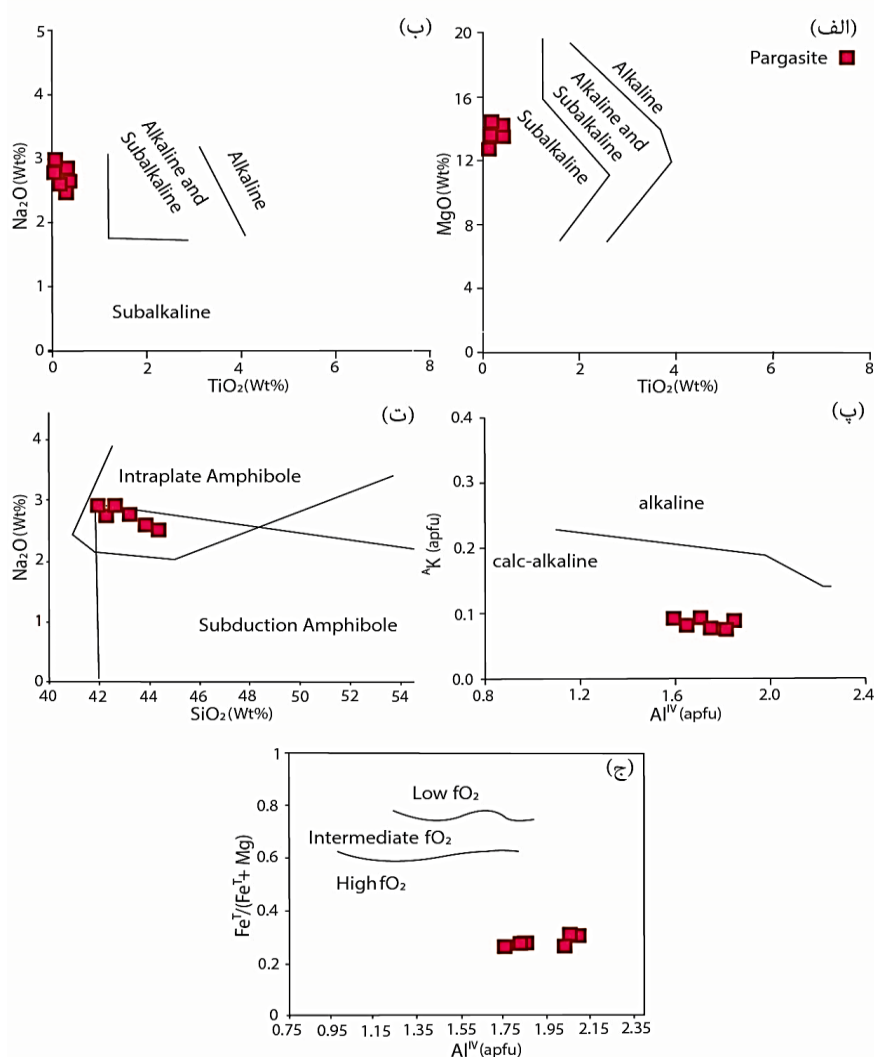 (الف)
Pargasite
20
16
12
8
4
0
MgO (Wt%)
Alkaline
Alkaline and
Subalkaline
Subalkaline
0 2 4 6 8
TiO₂(Wt%)
(ب)
5
4
3
2
1
0
Na₂O (Wt%)
Alkaline and
Subalkaline
Alkaline
Subalkaline
0 2 4 6 8
TiO₂(Wt%)
(پ)
0.4
0.3
0.2
0.1
0.0
ᴬK (apfu)
alkaline
calc-alkaline
0.8 1.2 1.6 2.0 2.4
Alᴵⱽ (apfu)
(ت)
4
3
2
1
0
Na₂O (Wt%)
Intraplate Amphibole
Subduction Amphibole
40 42 44 46 48 50 52 54
SiO₂(Wt%)
(ج)
1
0.8
0.6
0.4
0.2
0
Feᵀ/(Feᵀ+ Mg)
Low fO₂
Intermediate fO₂
High fO₂
0.75 0.95 1.15 1.35 1.55 1.75 1.95 2.15 2.35
Alᴵⱽ (apfu)